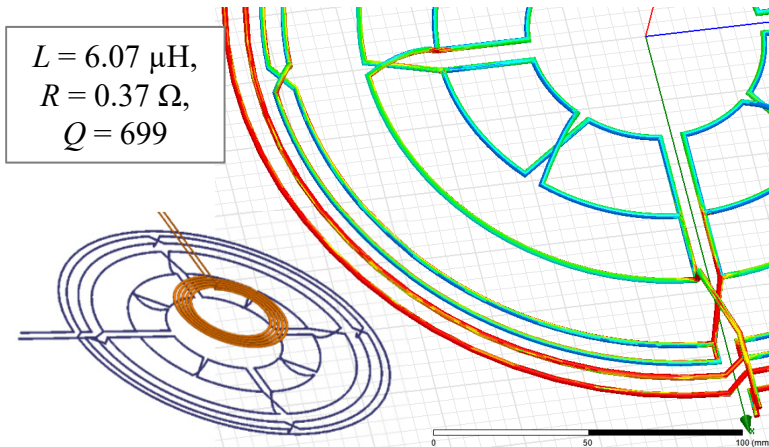 L = 6.07 μH,
R = 0.37 Ω,
Q = 699
0
50
100 (mm